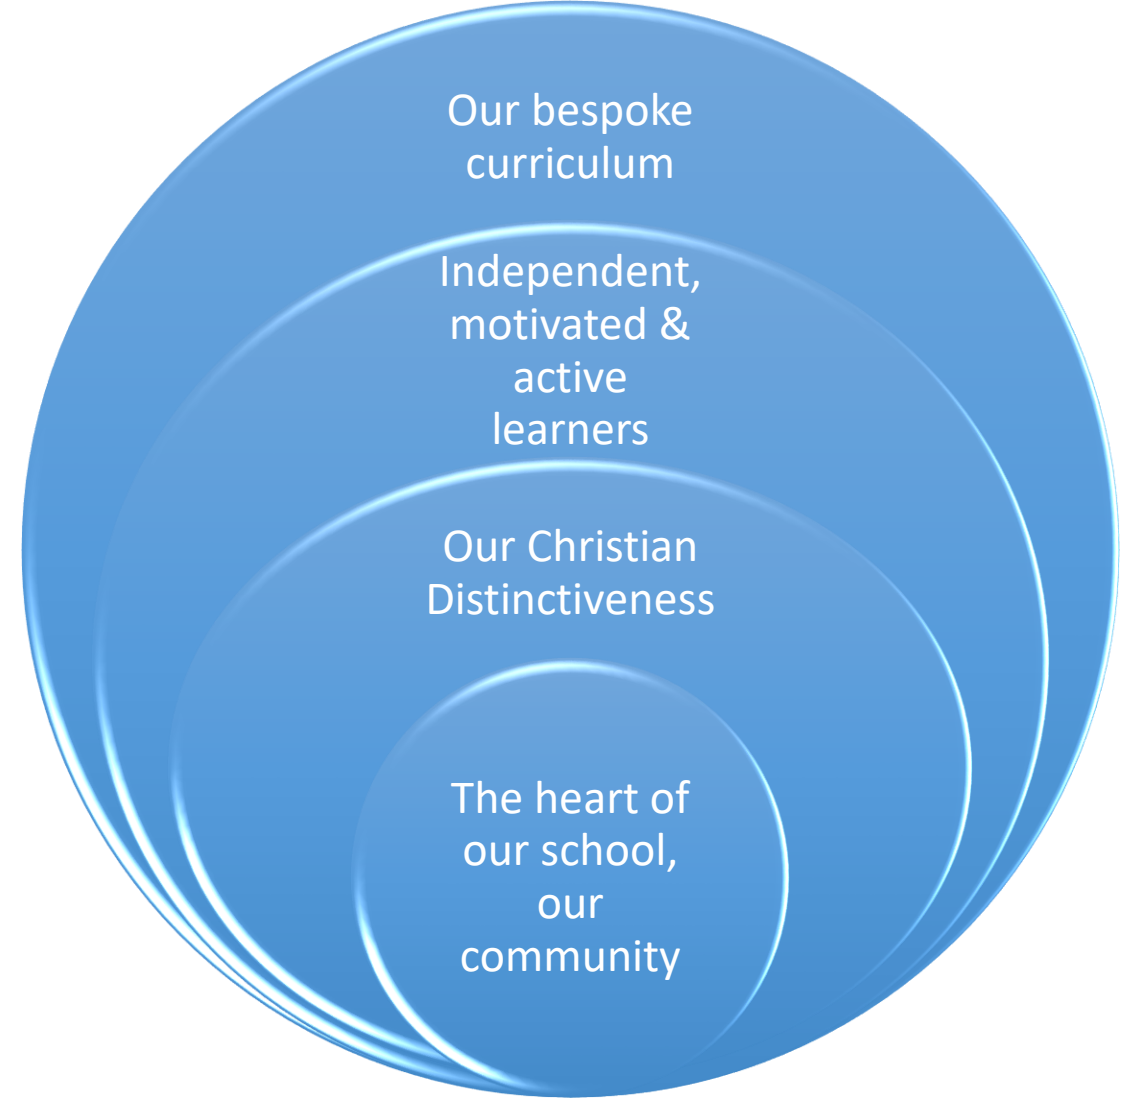 Our bespoke
curriculum
Independent,
motivated &
active
learners
Our Christian
Distinctiveness
The heart of
our school,
our
community